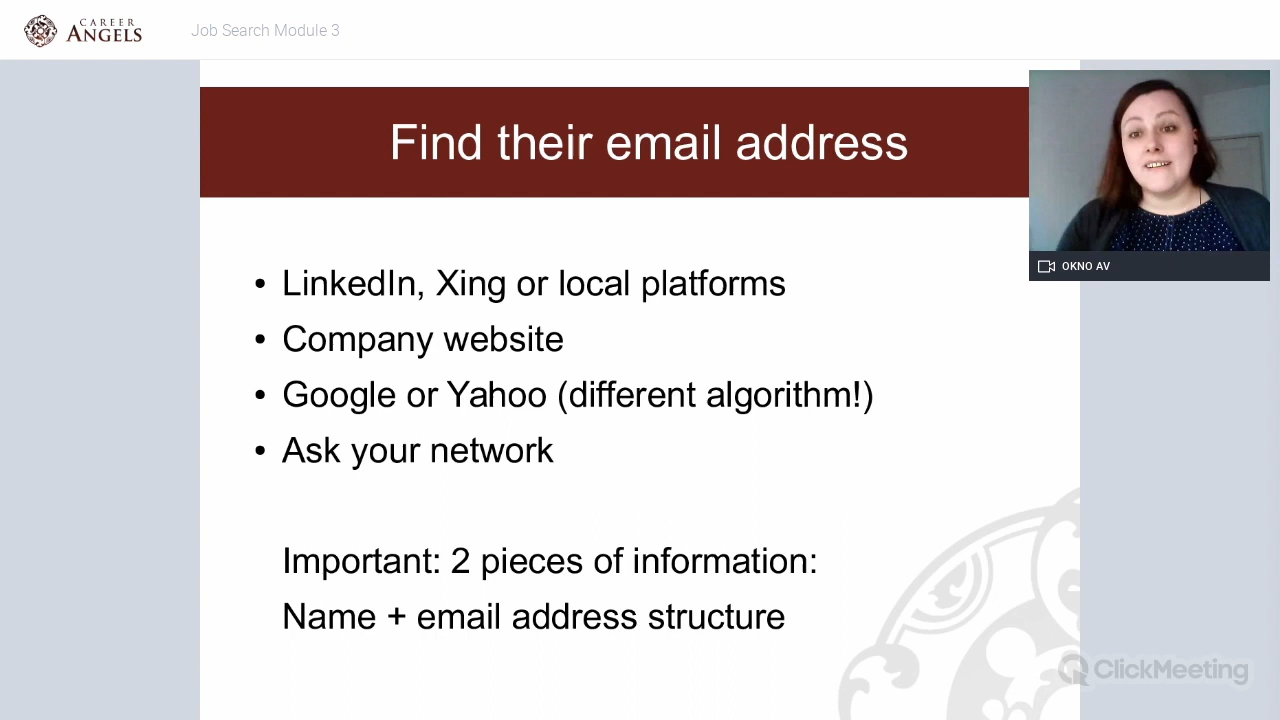 CAREER
ANGELS
Job Search Module 3
Find their email address
OKNO AV
• LinkedIn, Xing or local platforms
• Company website
• Google or Yahoo (different algorithm!)
• Ask your network
Important: 2 pieces of information:
Name + email address structure
ClickMeeting